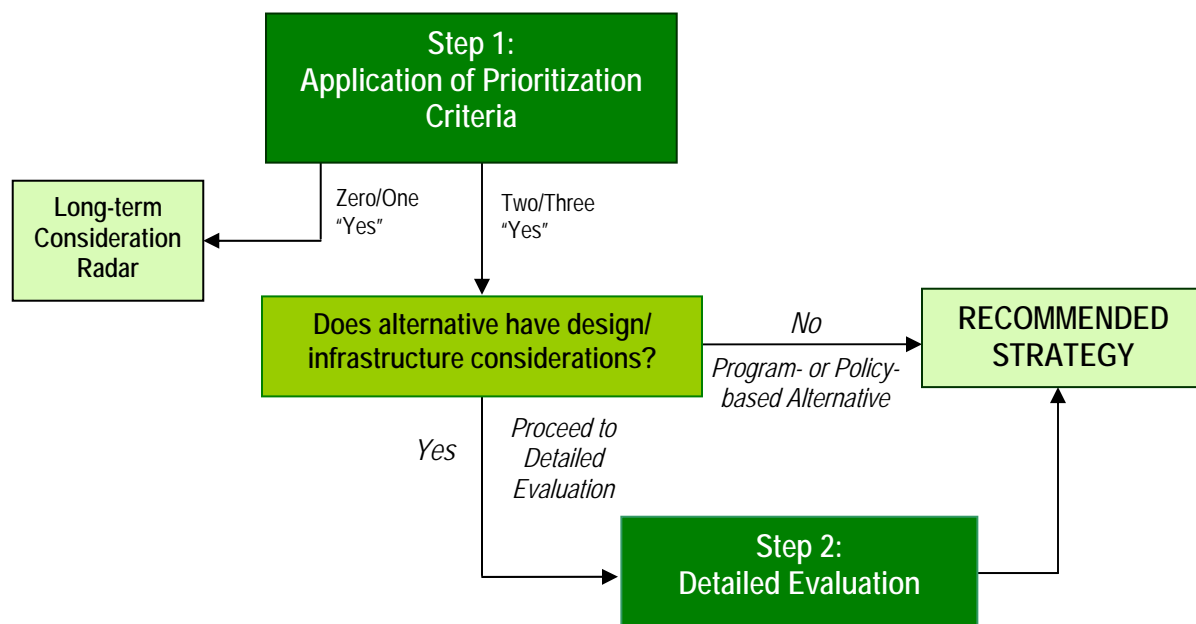 Step 1:
Application of Prioritization
Criteria
Zero/One
“Yes”
Two/Three
“Yes”
Long-term
Consideration
Radar
Does alternative have design/
infrastructure considerations?
No
Program- or Policy-
based Alternative
RECOMMENDED
STRATEGY
Yes
Proceed to
Detailed
Evaluation
Step 2:
Detailed Evaluation